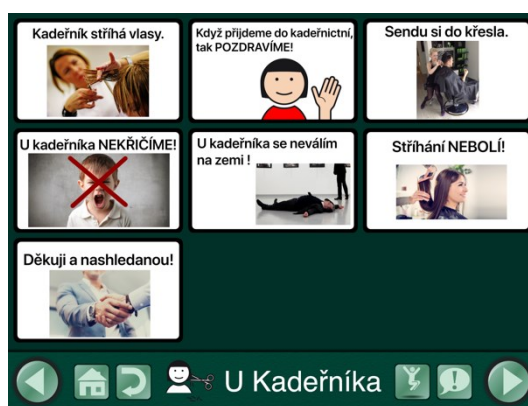 Kadeřník stříhá vlasy.
Když přijdeme do kadeřnictní,
tak POZDRAVÍME!
Sendu si do křesla.
U kadeřníka NEKŘIČÍME!
U kadeřníka se neválím
na zemi !
Stříhání NEBOLÍ!
Děkuji a nashledanou!
U Kadeřníka